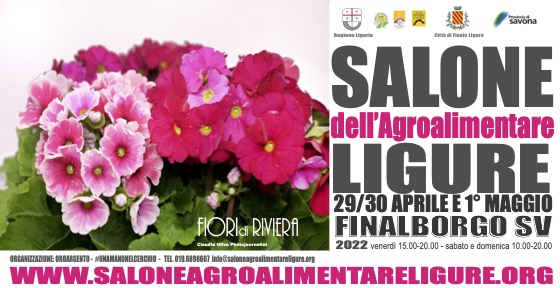 Regione Liguria
Città di Finale Ligure
Provincia di
savona
SALONE
dell'Agroalimentare
LIGURE
29/30 APRILE E 1° MAGGIO
FINALBORGO SV
2022 venerdì 15.00-20.00 - sabato e domenica 10.00-20.00
FIORI di RIVIERA
Claudia Oliva Photojournalist
ORGANIZZAZIONE: OROARGENTO - #UNAMANONELCERCHIO - TEL. 019.6898607 info@saloneagroalimentareligure.org
WWW.SALONEAGROALIMENTARELIGURE.ORG